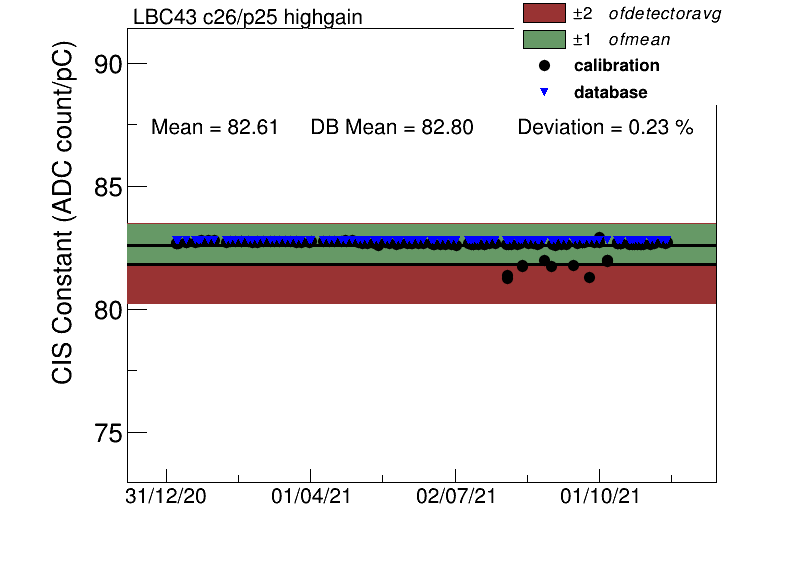 LBC43 c26/p25 highgain
±2 ofdetectoravg
±1 ofmean
calibration
database
Mean = 82.61 DB Mean = 82.80 Deviation = 0.23 %
CIS Constant (ADC count/pC)
90
85
80
75
31/12/20 01/04/21 02/07/21 01/10/21